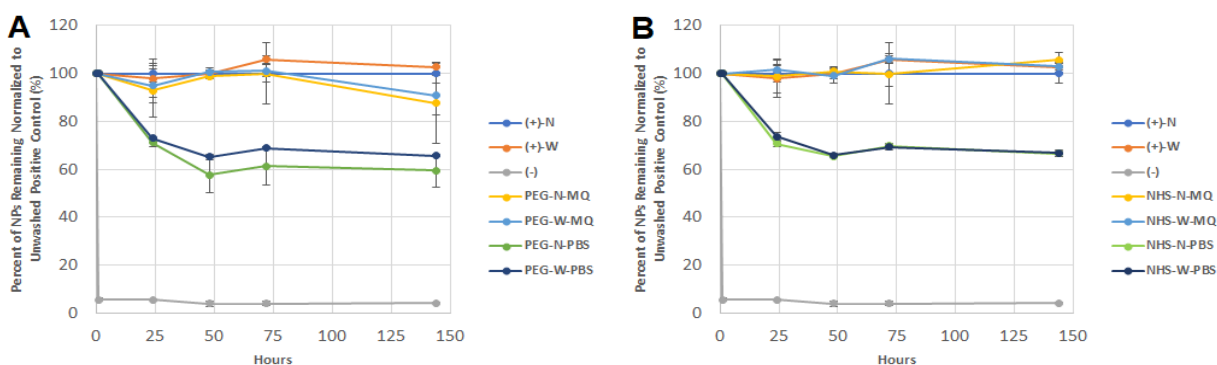 A
Percent of NPs Remaining Normalized to
Unwashed Positive Control (%)
120
100
80
60
40
20
0
0 25 50 75 100 125 150
Hours
(+)-N
(+)-W
(-)
PEG-N-MQ
PEG-W-MQ
PEG-N-PBS
PEG-W-PBS
B
Percent of NPs Remaining Normalized to
Unwashed Positive Control (%)
120
100
80
60
40
20
0
0 25 50 75 100 125 150
Hours
(+)-N
(+)-W
(-)
NHS-N-MQ
NHS-W-MQ
NHS-N-PBS
NHS-W-PBS